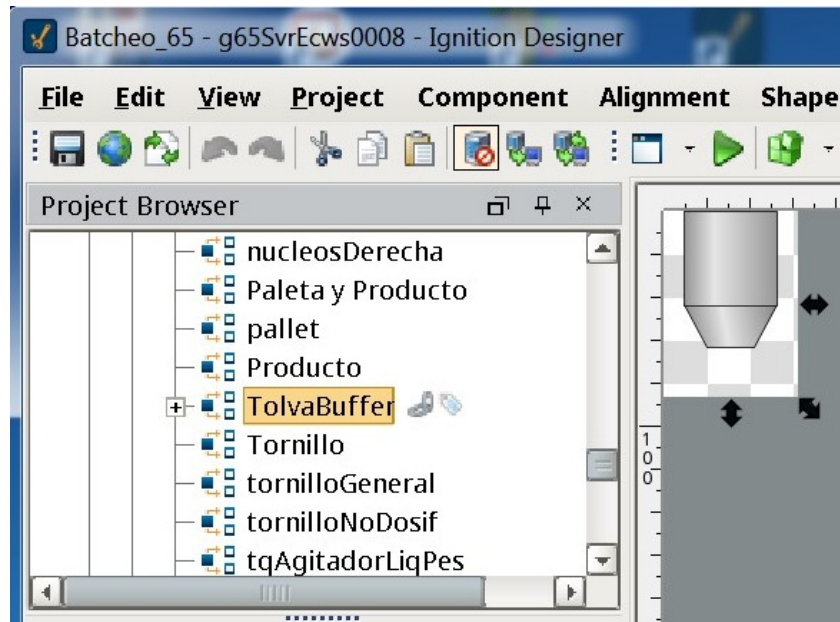 Batcheo_65 - g65SvrEcws0008 - Ignition Designer
File Edit View Project Component Alignment Shape
Project Browser
nucleosDerecha
Paleta y Producto
pallet
Producto
TolvaBuffer
Tornillo
tornilloGeneral
tornilloNoDosif
tqAgitadorLiqPes
100